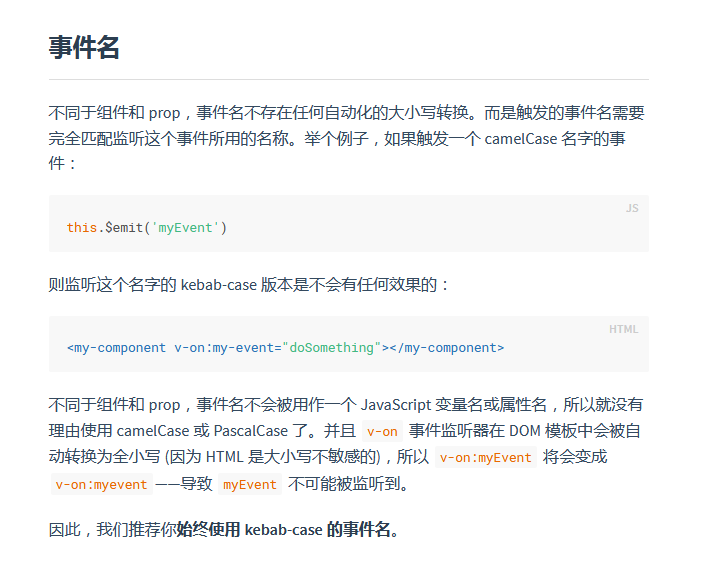 事件名
不同于组件和 prop，事件名不存在任何自动化的大小写转换。而是触发的事件名需要
完全匹配监听这个事件所用的名称。举个例子，如果触发一个 camelCase 名字的事
件：
JS
this.$emit('myEvent')
则监听这个名字的 kebab-case 版本是不会有任何效果的：
HTML
<my-component v-on:my-event="doSomething"></my-component>
不同于组件和 prop，事件名不会被用作一个 JavaScript 变量名或属性名，所以就没有
理由使用 camelCase 或 PascalCase 了。并且 v-on 事件监听器在 DOM 模板中会被自
动转换为全小写 (因为 HTML 是大小写不敏感的)，所以 v-on:myEvent 将会变成
v-on:myevent ——导致 myEvent 不可能被监听到。
因此，我们推荐你始终使用 kebab-case 的事件名。